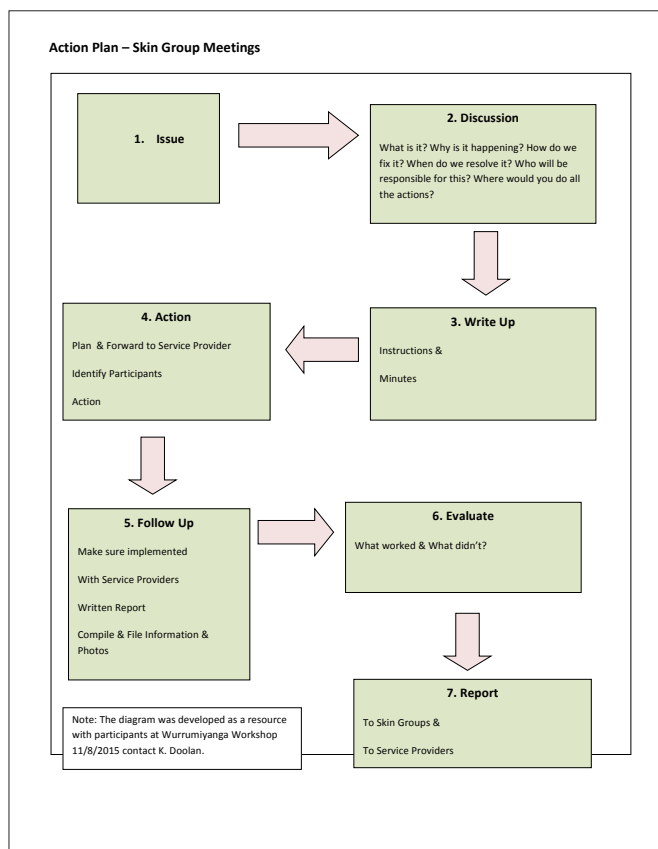 Action Plan – Skin Group Meetings
1. Issue
2. Discussion
What is it? Why is it happening? How do we
fix it? When do we resolve it? Who will be
responsible for this? Where would you do all
the actions?
3. Write Up
Instructions &
Minutes
4. Action
Plan & Forward to Service Provider
Identify Participants
Action
5. Follow Up
Make sure implemented
With Service Providers
Written Report
Compile & File Information &
Photos
6. Evaluate
What worked & What didn't?
7. Report
To Skin Groups &
To Service Providers
Note: The diagram was developed as a resource
with participants at Wurrumiyanga Workshop
11/8/2015 contact K. Doolan.